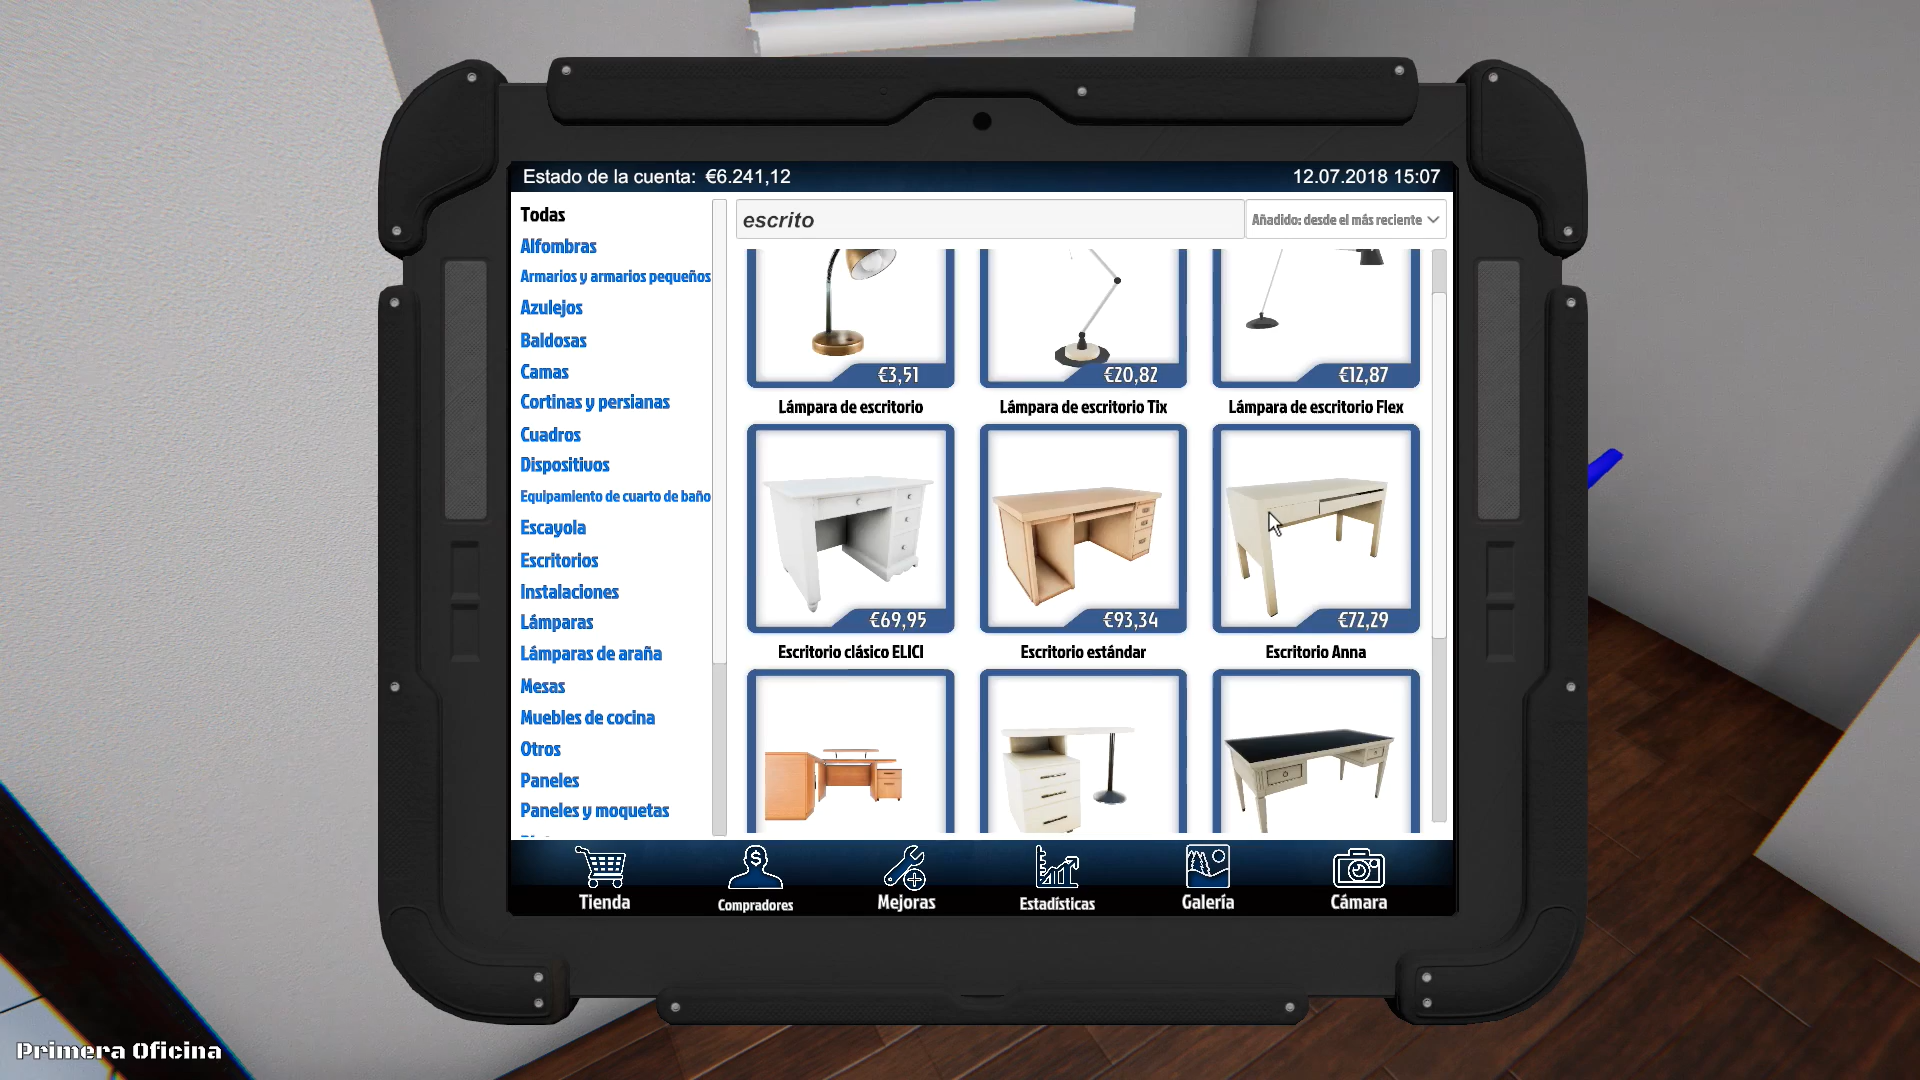 Estado de la cuenta: €6.241,12
12.07.2018 15:07
Todas
Alfombras
Armarios y armarios pequeños
Azulejos
Baldosas
Camas
Cortinas y persianas
Cuadros
Dispositivos
Equipamiento de cuarto de baño
Escayola
Escritorios
Instalaciones
Lámparas
Lámparas de araña
Mesas
Muebles de cocina
Otros
Paneles
Paneles y moquetas
escrito
Añadido: desde el más reciente
€3,51
€20,82
€12,87
Lámpara de escritorio
Lámpara de escritorio Tix
Lámpara de escritorio Flex
€69,95
€93,34
€72,29
Escritorio clásico ELICI
Escritorio estándar
Escritorio Anna
Tienda
Compradores
Mejoras
Estadísticas
Galería
Cámara
Primera Oficina